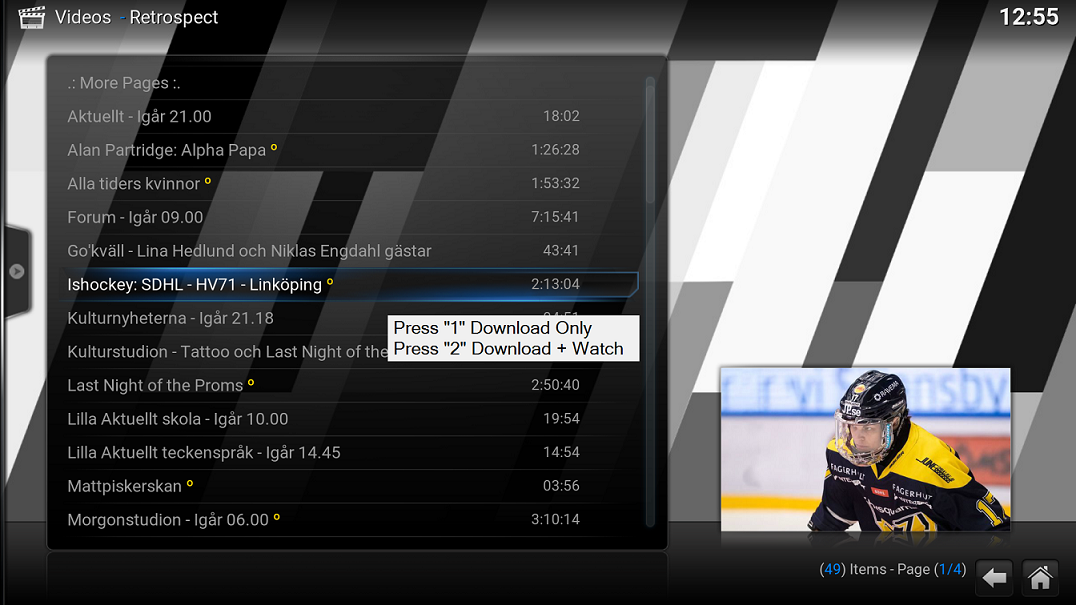 Videos - Retrospect
12:55
.: More Pages :.
Aktuellt - Igår 21.00 18:02
Alan Partridge: Alpha Papa º 1:26:28
Alla tiders kvinnor º 1:53:32
Forum - Igår 09.00 7:15:41
Go'kväll - Lina Hedlund och Niklas Engdahl gästar 43:41
Ishockey: SDHL - HV71 - Linköping º 2:13:04
Kulturnyheterna - Igår 21.18
Press "1" Download Only
Press "2" Download + Watch
Kulturstudion - Tattoo och Last Night of the
Last Night of the Proms º 2:50:40
Lilla Aktuellt skola - Igår 10.00 19:54
Lilla Aktuellt teckenspråk - Igår 14.45 14:54
Mattpiskerskan º 03:56
Morgonstudion - Igår 06.00 º 3:10:14
FAGERHULT
FAGERHULT
17
(49) Items - Page (1/4)